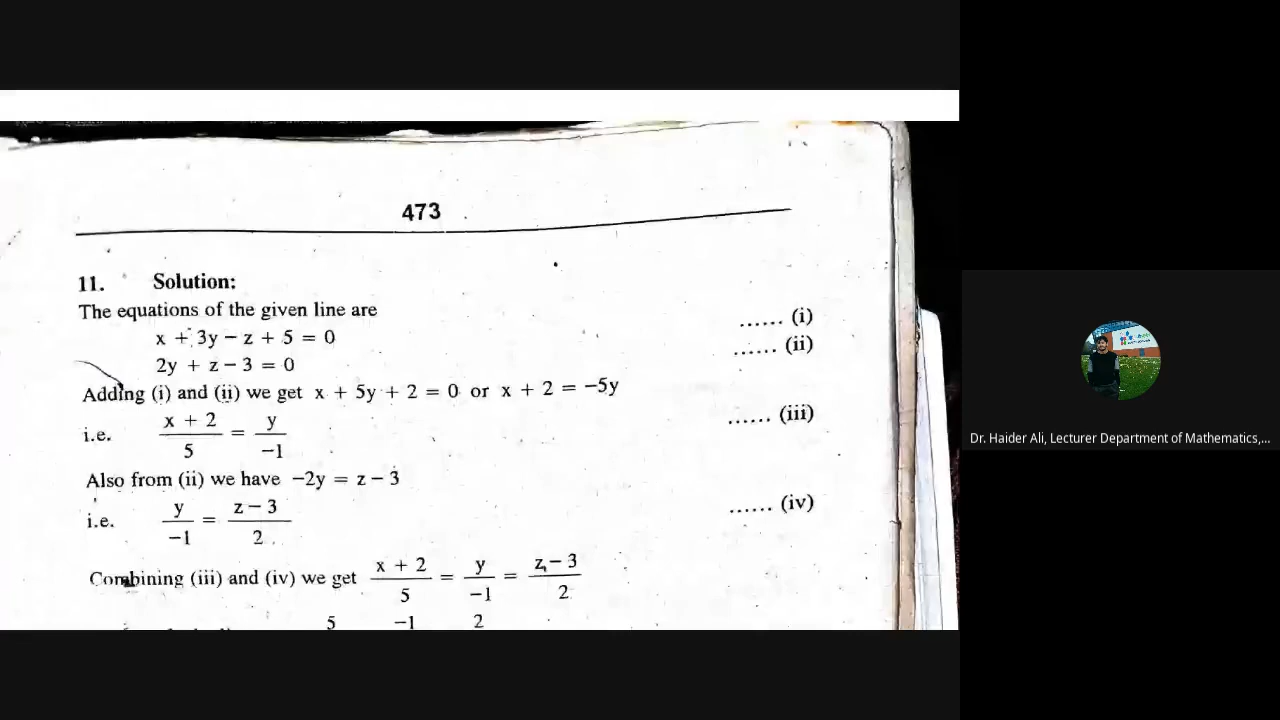 473
11. Solution:
The equations of the given line are
x + 3y − z + 5 = 0 ...... (i)
2y + z − 3 = 0 ...... (ii)
Adding (i) and (ii) we get x + 5y + 2 = 0 or x + 2 = −5y
i.e. x + 2 / 5 = y / −1 ...... (iii)
Also from (ii) we have −2y = z − 3
i.e. y / −1 = z − 3 / 2 ...... (iv)
Combining (iii) and (iv) we get x + 2 / 5 = y / −1 = z − 3 / 2
5 −1 2
Dr. Haider Ali, Lecturer Department of Mathematics,...